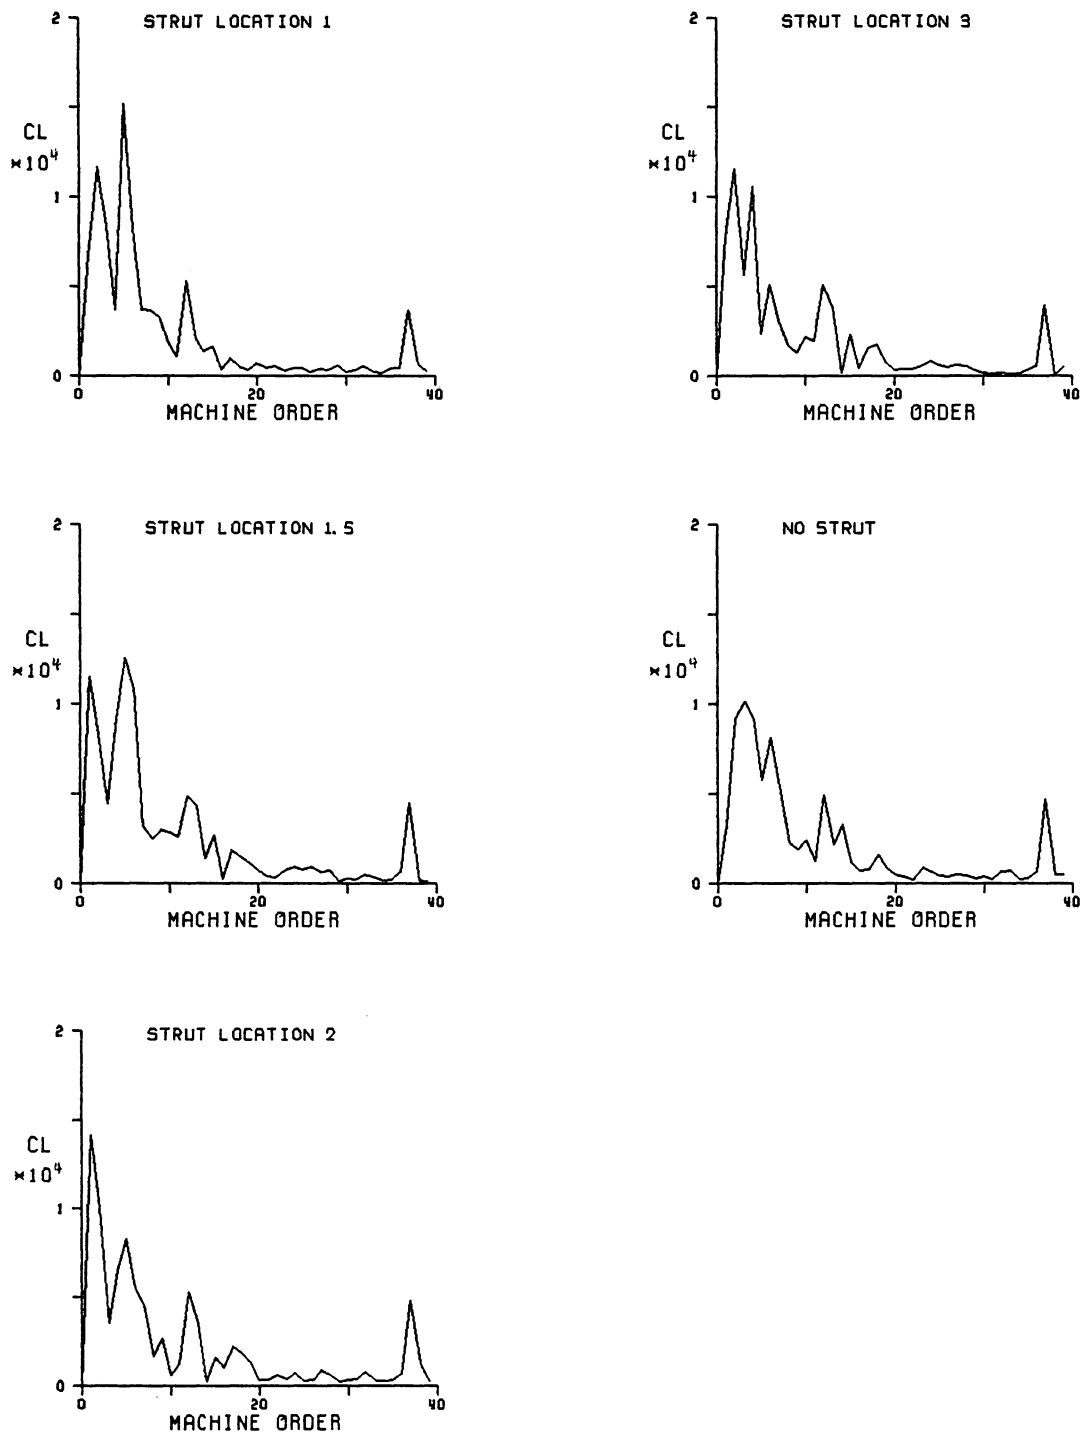 STRUT LOCATION 1
2
CL
×10⁴
1
0
0 20 40
MACHINE ORDER
STRUT LOCATION 3
2
CL
×10⁴
1
0
0 20 40
MACHINE ORDER
STRUT LOCATION 1.5
2
CL
×10⁴
1
0
0 20 40
MACHINE ORDER
NO STRUT
2
CL
×10⁴
1
0
0 20 40
MACHINE ORDER
STRUT LOCATION 2
2
CL
×10⁴
1
0
0 20 40
MACHINE ORDER